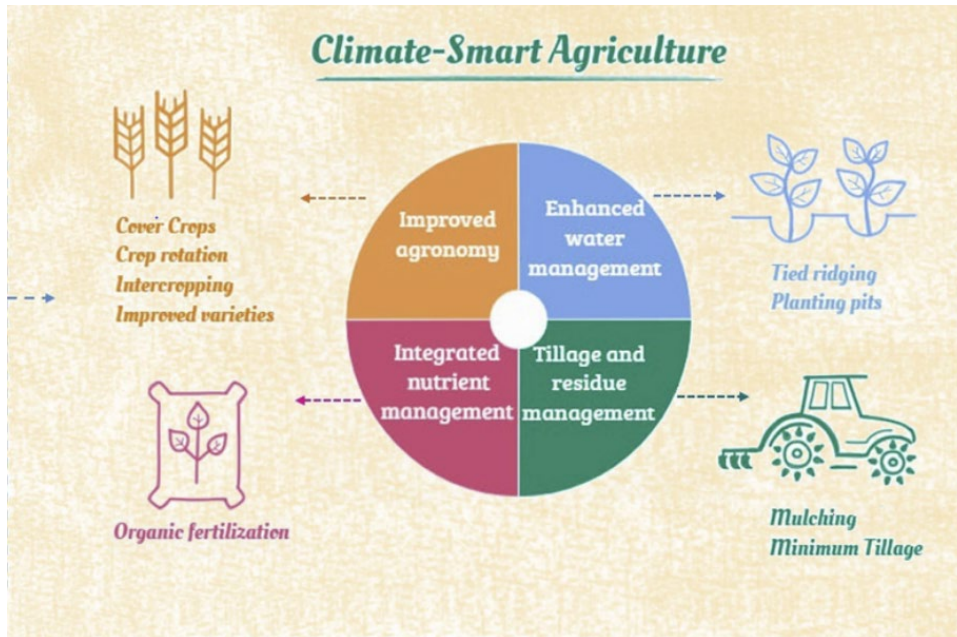 Climate-Smart Agriculture
Cover Crops
Crop rotation
Intercropping
Improved varieties
Improved
agronomy
Enhanced
water
management
Tied ridging
Planting pits
Integrated
nutrient
management
Tillage and
residue
management
Organic fertilization
Mulching
Minimum Tillage